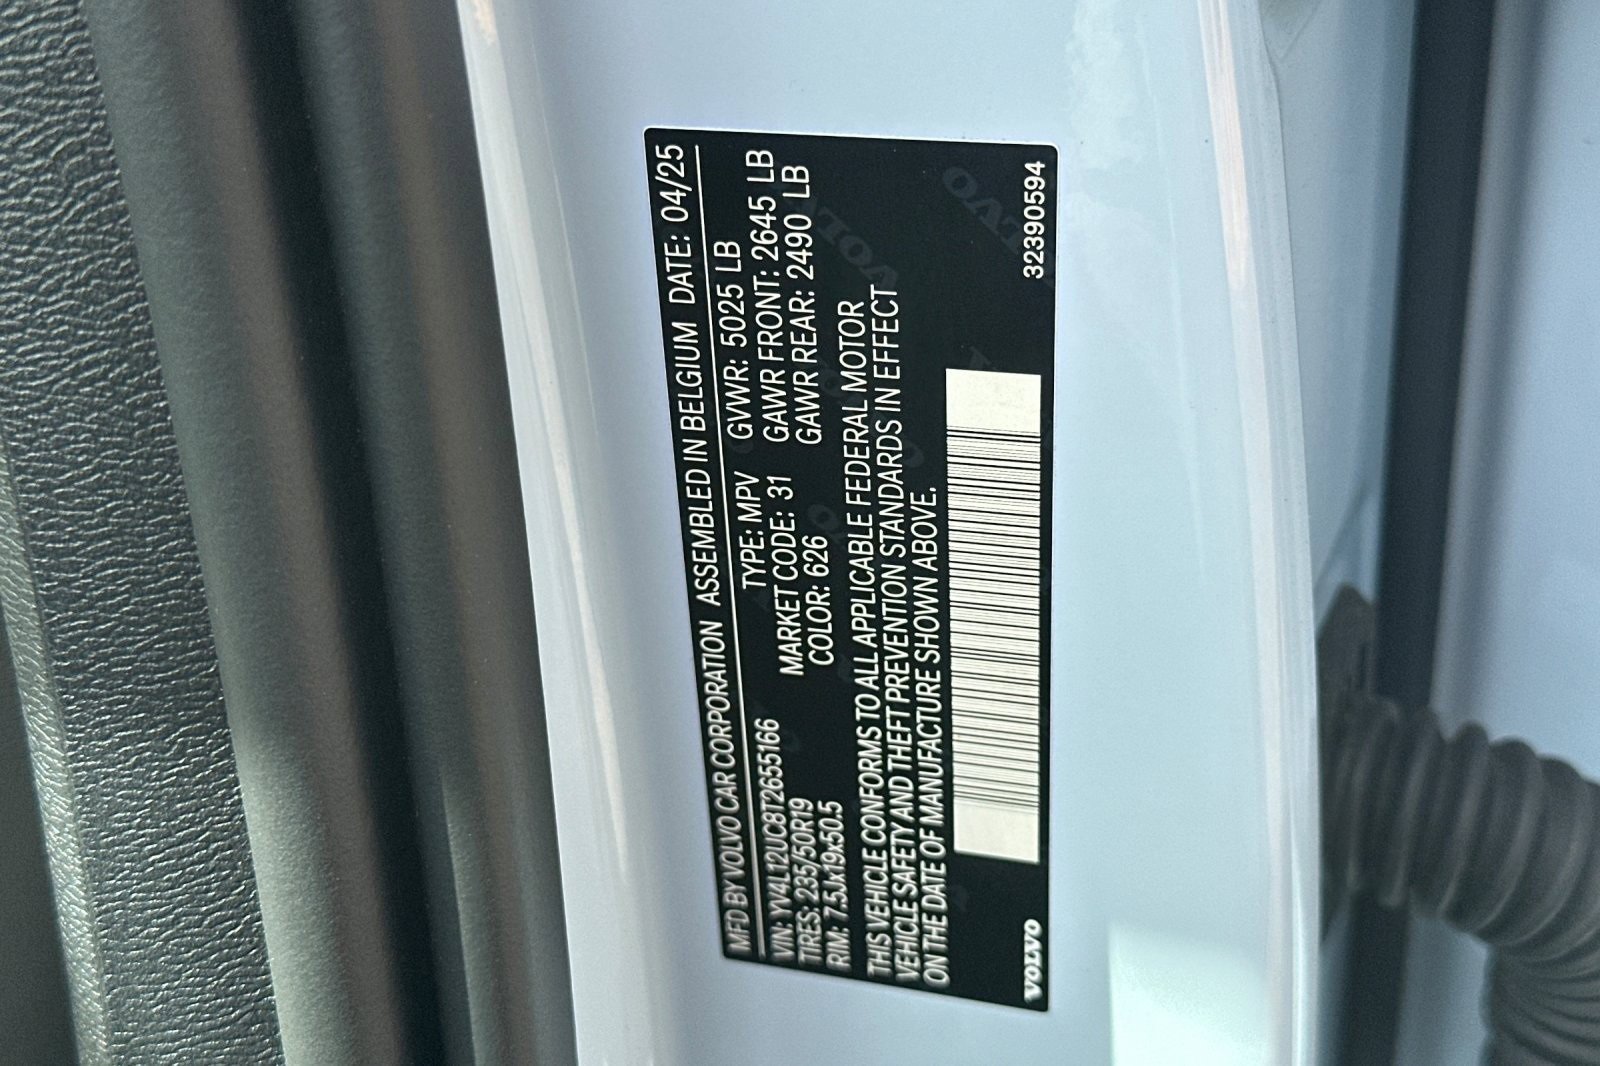 MFD BY VOLVO CAR CORPORATION ASSEMBLED IN BELGIUM DATE: 04/25
VIN: YV4L12UC8T2655166 TYPE: MPV GVWR: 5025 LB
TIRES: 235/50R19 MARKET CODE: 31 GAWR FRONT: 2645 LB
RIM: 7.5Jx19x50.5 COLOR: 626 GAWR REAR: 2490 LB
THIS VEHICLE CONFORMS TO ALL APPLICABLE FEDERAL MOTOR
VEHICLE SAFETY AND THEFT PREVENTION STANDARDS IN EFFECT
ON THE DATE OF MANUFACTURE SHOWN ABOVE.
VOLVO 32390594